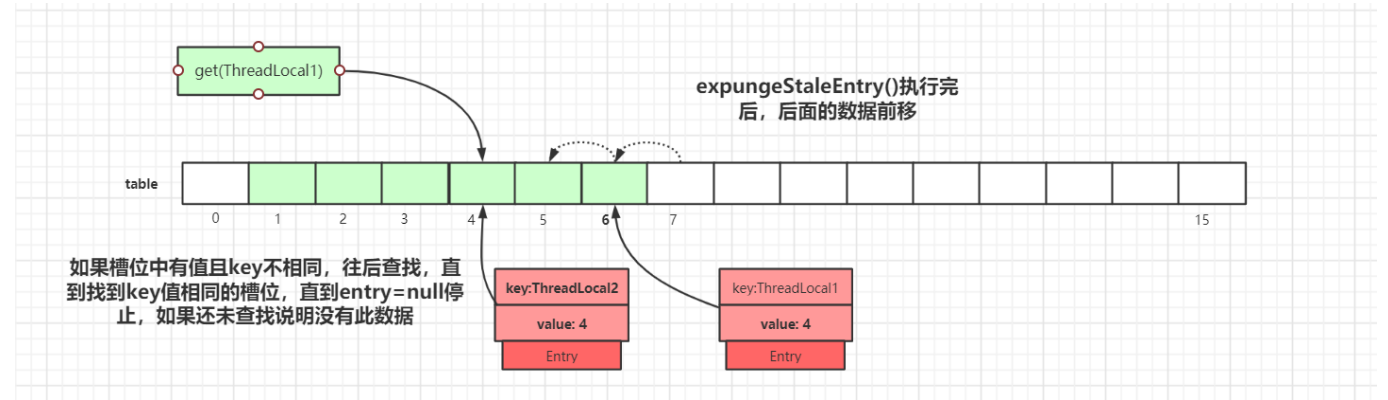 get(ThreadLocal1)
expungeStaleEntry()执行完
后，后面的数据前移
table
0 1 2 3 4 5 6 7 15
如果槽位中有值且key不相同，往后查找，直
到找到key值相同的槽位，直到entry=null停
止，如果还未查找说明没有此数据
key:ThreadLocal2
value: 4
Entry
key:ThreadLocal1
value: 4
Entry